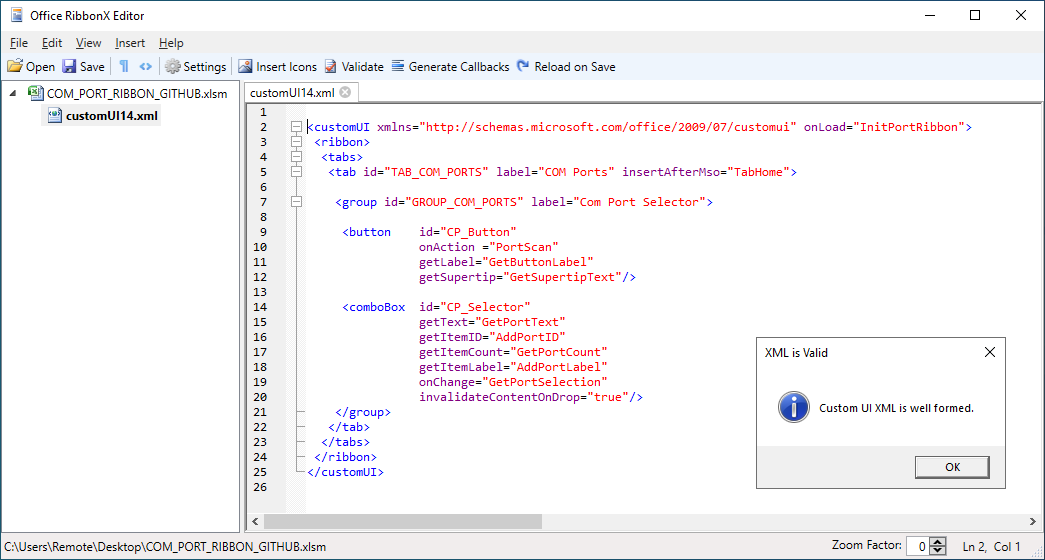 Office RibbonX Editor
File Edit View Insert Help
Open Save Settings Insert Icons Validate Generate Callbacks Reload on Save
COM_PORT_RIBBON_GITHUB.xlsm
customUI14.xml
customUI14.xml
1
2 <customUI xmlns="http://schemas.microsoft.com/office/2009/07/customui" onLoad="InitPortRibbon">
3 <ribbon>
4 <tabs>
5 <tab id="TAB_COM_PORTS" label="COM Ports" insertAfterMso="TabHome">
6
7 <group id="GROUP_COM_PORTS" label="Com Port Selector">
8
9 <button id="CP_Button"
10 onAction ="PortScan"
11 getLabel="GetButtonLabel"
12 getSupertip="GetSupertipText"/>
13
14 <comboBox id="CP_Selector"
15 getText="GetPortText"
16 getItemID="AddPortID"
17 getItemCount="GetPortCount"
18 getItemLabel="AddPortLabel"
19 onChange="GetPortSelection"
20 invalidateContentOnDrop="true"/>
21 </group>
22 </tab>
23 </tabs>
24 </ribbon>
25 </customUI>
26
XML is Valid
Custom UI XML is well formed.
OK
C:\Users\Remote\Desktop\COM_PORT_RIBBON_GITHUB.xlsm
Zoom Factor: 0 Ln 2, Col 1